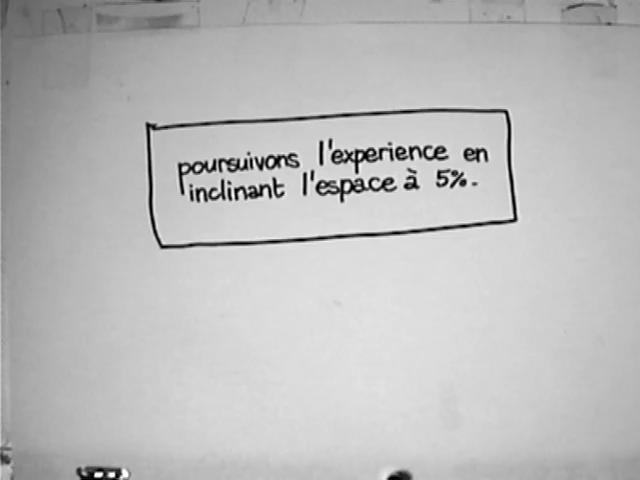 poursuivons l'experience en
inclinant l'espace à 5%.